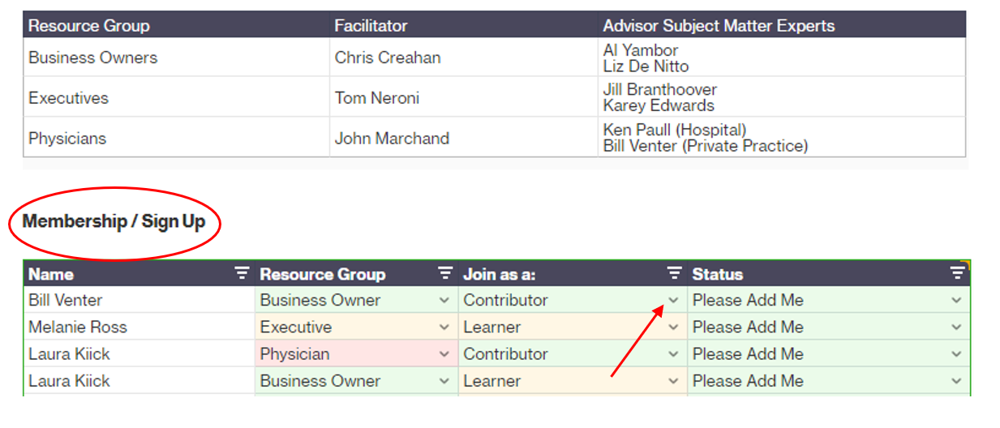 Resource Group Facilitator Advisor Subject Matter Experts
Business Owners Chris Creahan Al Yambor
Liz De Nitto
Executives Tom Neroni Jill Branthoover
Karey Edwards
Physicians John Marchand Ken Paull (Hospital)
Bill Venter (Private Practice)
Membership / Sign Up
Name Resource Group Join as a: Status
Bill Venter Business Owner Contributor Please Add Me
Melanie Ross Executive Learner Please Add Me
Laura Kiick Physician Contributor Please Add Me
Laura Kiick Business Owner Learner Please Add Me